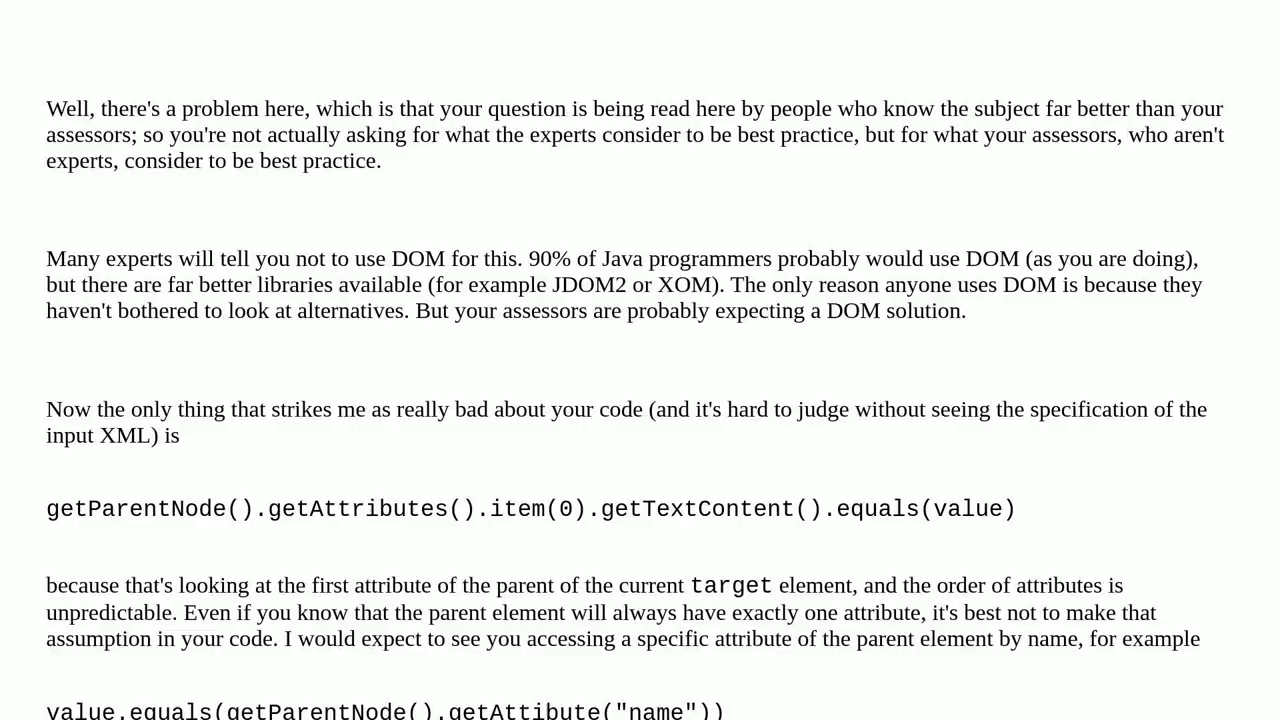 Well, there's a problem here, which is that your question is being read here by people who know the subject far better than your
assessors; so you're not actually asking for what the experts consider to be best practice, but for what your assessors, who aren't
experts, consider to be best practice.
Many experts will tell you not to use DOM for this. 90% of Java programmers probably would use DOM (as you are doing),
but there are far better libraries available (for example JDOM2 or XOM). The only reason anyone uses DOM is because they
haven't bothered to look at alternatives. But your assessors are probably expecting a DOM solution.
Now the only thing that strikes me as really bad about your code (and it's hard to judge without seeing the specification of the
input XML) is
getParentNode().getAttributes().item(0).getTextContent().equals(value)
because that's looking at the first attribute of the parent of the current target element, and the order of attributes is
unpredictable. Even if you know that the parent element will always have exactly one attribute, it's best not to make that
assumption in your code. I would expect to see you accessing a specific attribute of the parent element by name, for example
value.equals(getParentNode().getAttibute("name"))